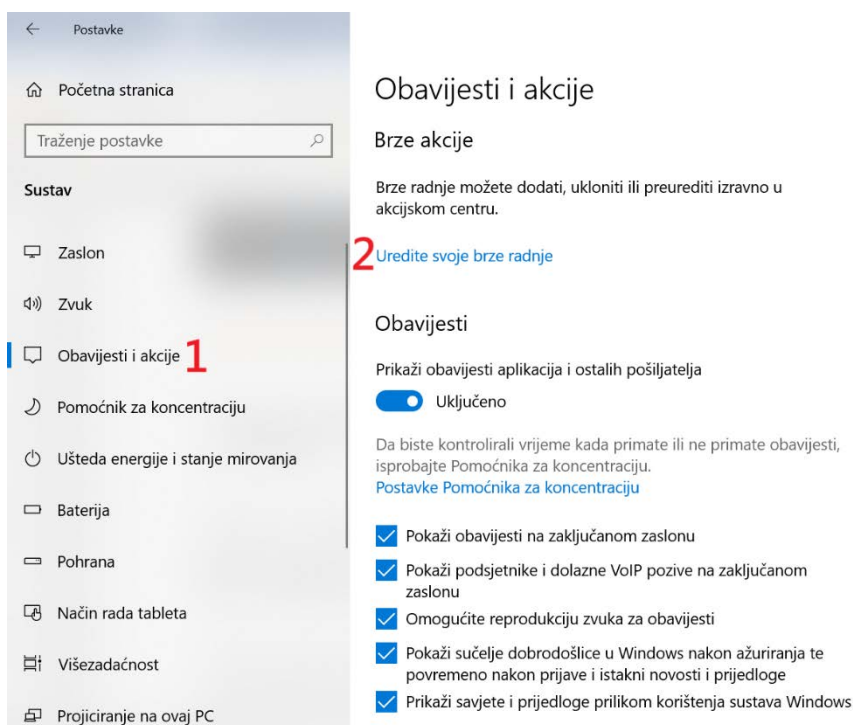 Postavke
Početna stranica
Traženje postavke
Sustav
Zaslon
Zvuk
Obavijesti i akcije 1
Pomoćnik za koncentraciju
Ušteda energije i stanje mirovanja
Baterija
Pohrana
Način rada tableta
Višezadaćnost
Projiciranje na ovaj PC
Obavijesti i akcije
Brze akcije
Brze radnje možete dodati, ukloniti ili preurediti izravno u
akcijskom centru.
2 Uredite svoje brze radnje
Obavijesti
Prikaži obavijesti aplikacija i ostalih pošiljatelja
Uključeno
Da biste kontrolirali vrijeme kada primate ili ne primate obavijesti,
isprobajte Pomoćnika za koncentraciju.
Postavke Pomoćnika za koncentraciju
Pokaži obavijesti na zaključanom zaslonu
Pokaži podsjetnike i dolazne VoIP pozive na zaključanom
zaslonu
Omogućite reprodukciju zvuka za obavijesti
Pokaži sučelje dobrodošlice u Windows nakon ažuriranja te
povremeno nakon prijave i istakni novosti i prijedloge
Prikaži savjete i prijedloge prilikom korištenja sustava Windows